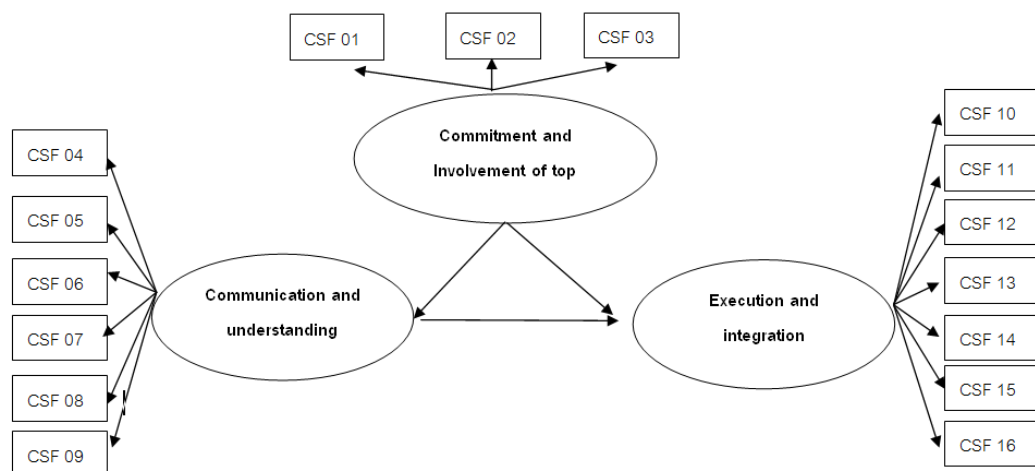 CSF 01
CSF 02
CSF 03
Commitment and
Involvement of top
CSF 04
CSF 05
CSF 06
CSF 07
CSF 08
CSF 09
Communication and
understanding
Execution and
integration
CSF 10
CSF 11
CSF 12
CSF 13
CSF 14
CSF 15
CSF 16